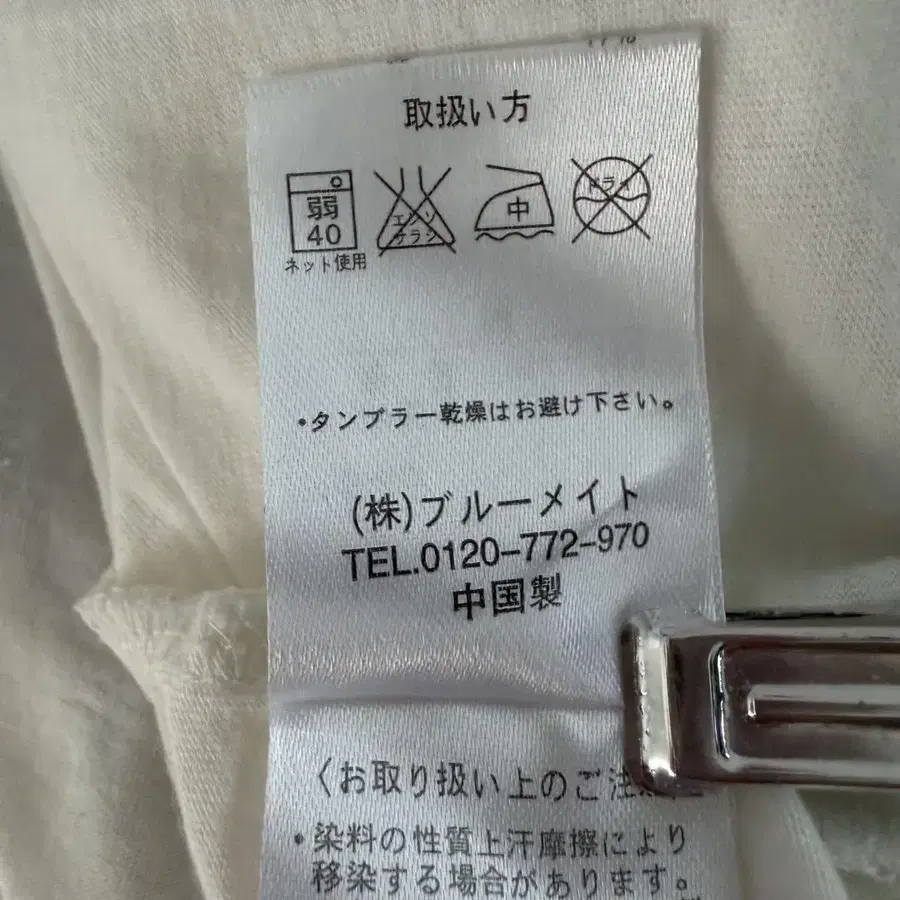 取扱い方
弱
40
ネット使用
エンソ
サラシ
中
ドライ
・タンブラー乾燥はお避け下さい。
(株)ブルーメイト
TEL.0120-772-970
中国製
〈お取り扱い上のご注
・染料の性質上汗摩擦により
移染する場合があります。